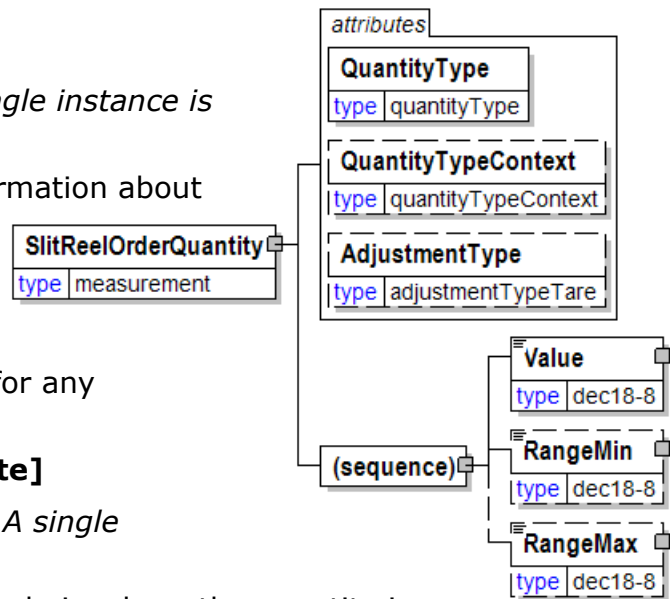 attributes
QuantityType
type quantityType
ngle instance is
QuantityTypeContext
type quantityTypeContext
rmation about
SlitReelOrderQuantity
type measurement
AdjustmentType
type adjustmentTypeTare
Value
type dec18-8
for any
RangeMin
type dec18-8
(sequence)
te]
A single
RangeMax
type dec18-8